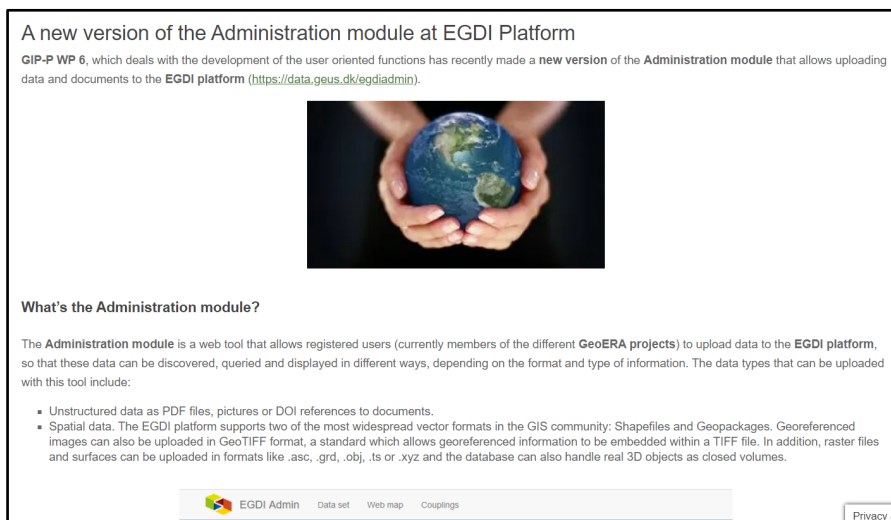 A new version of the Administration module at EGDI Platform
GIP-P WP 6, which deals with the development of the user oriented functions has recently made a new version of the Administration module that allows uploading
data and documents to the EGDI platform (https://data.geus.dk/egdiadmin).
What's the Administration module?
The Administration module is a web tool that allows registered users (currently members of the different GeoERA projects) to upload data to the EGDI platform,
so that these data can be discovered, queried and displayed in different ways, depending on the format and type of information. The data types that can be uploaded
with this tool include:
▪ Unstructured data as PDF files, pictures or DOI references to documents.
▪ Spatial data. The EGDI platform supports two of the most widespread vector formats in the GIS community: Shapefiles and Geopackages. Georeferenced
images can also be uploaded in GeoTIFF format, a standard which allows georeferenced information to be embedded within a TIFF file. In addition, raster files
and surfaces can be uploaded in formats like .asc, .grd, .obj, .ts or .xyz and the database can also handle real 3D objects as closed volumes.
EGDI Admin Data set Web map Couplings
Privacy